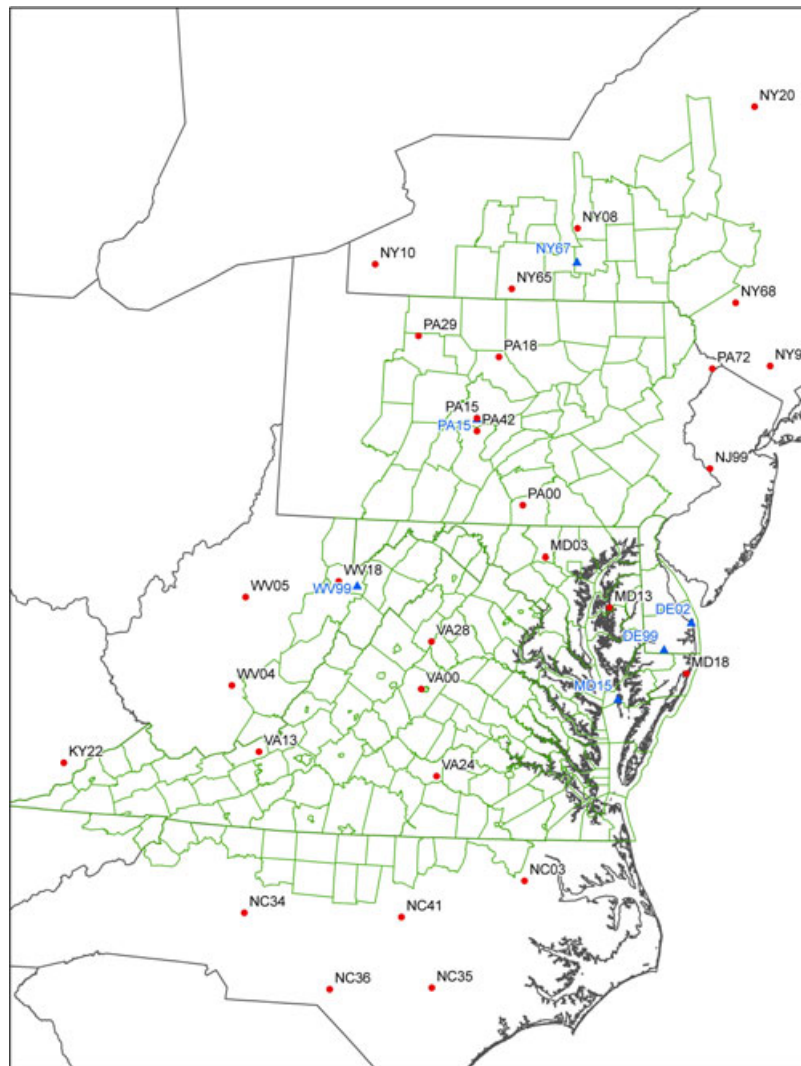 NY20
NY08
NY67
NY10
NY65
NY68
PA29
PA18
PA72
NY9
PA15
PA42
PA15
NJ99
PA00
MD03
WV18
WV99
WV05
MD13
DE02
VA28
DE99
MD18
WV04
VA00
MD15
VA13
KY22
VA24
NC03
NC34
NC41
NC36
NC35